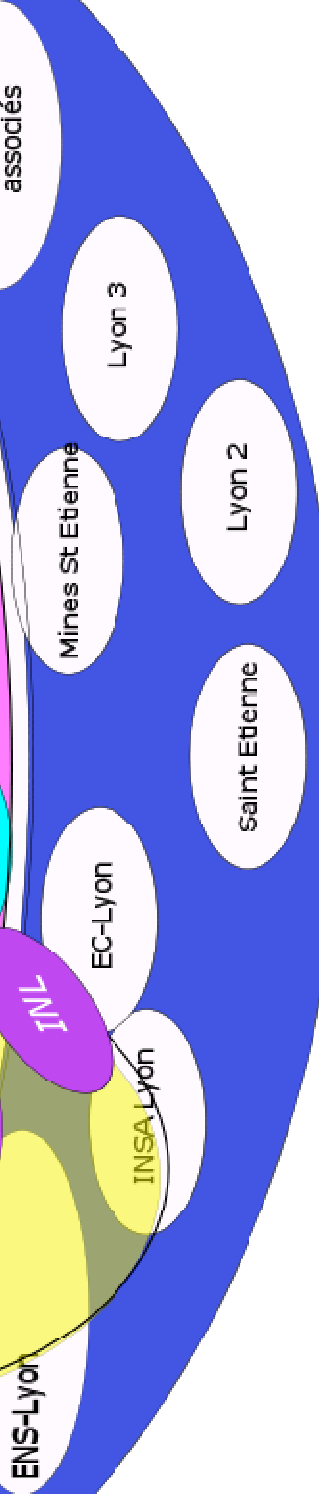 associés
Lyon 3
Lyon 2
Mines St Etienne
Saint Etienne
EC-Lyon
INL
INSA Lyon
ENS-Lyon